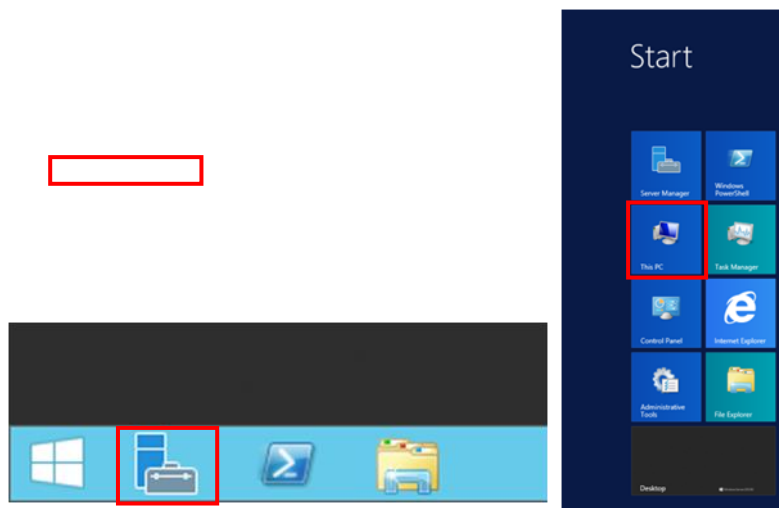 Start
Server Manager
Windows
PowerShell
This PC
Task Manager
Control Panel
Internet Explorer
Administrative
Tools
File Explorer
Desktop